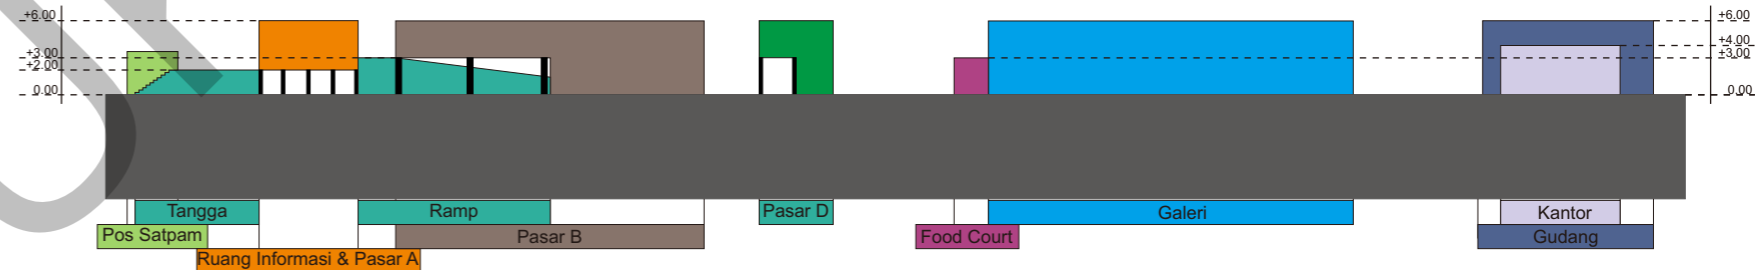 +6.00
+6.00
+4.00
+3.00
+3.00
+2.00
0.00
0.00
Tangga
Ramp
Pasar D
Galeri
Kantor
Pos Satpam
Pasar B
Food Court
Gudang
Ruang Informasi & Pasar A